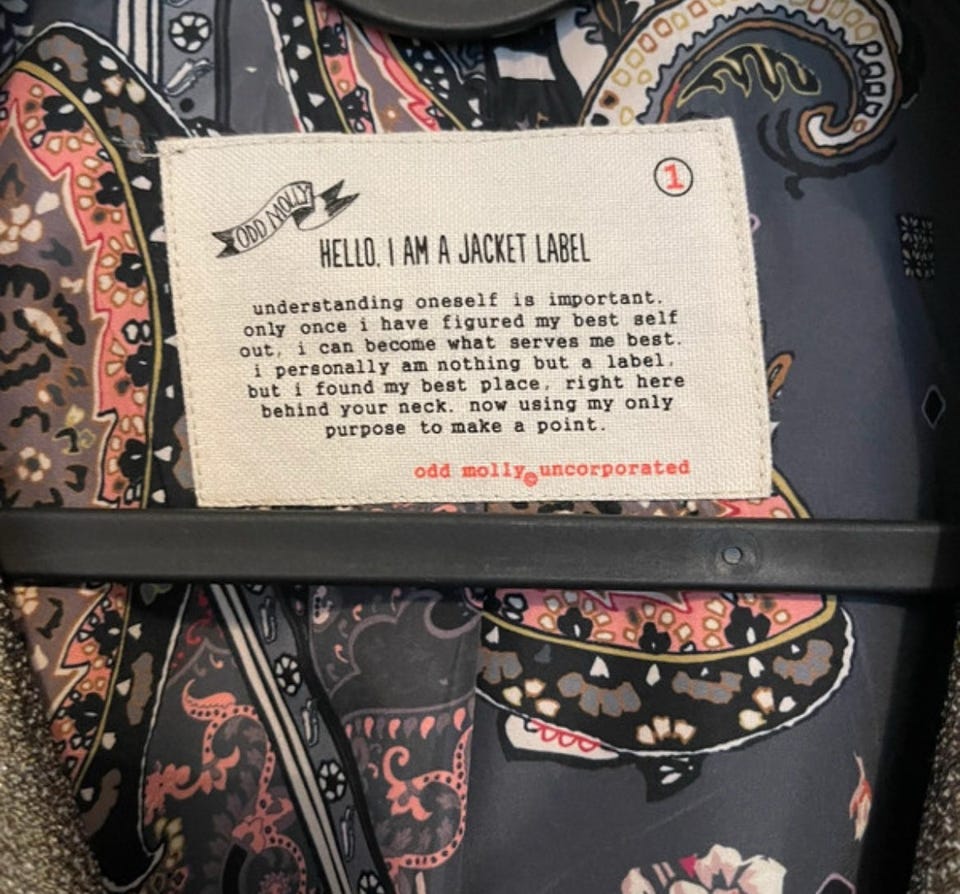 ODD MOLLY
1
HELLO. I AM A JACKET LABEL
understanding oneself is important.
only once i have figured my best self
out, i can become what serves me best.
i personally am nothing but a label.
but i found my best place, right here
behind your neck. now using my only
purpose to make a point.
odd molly©uncorporated